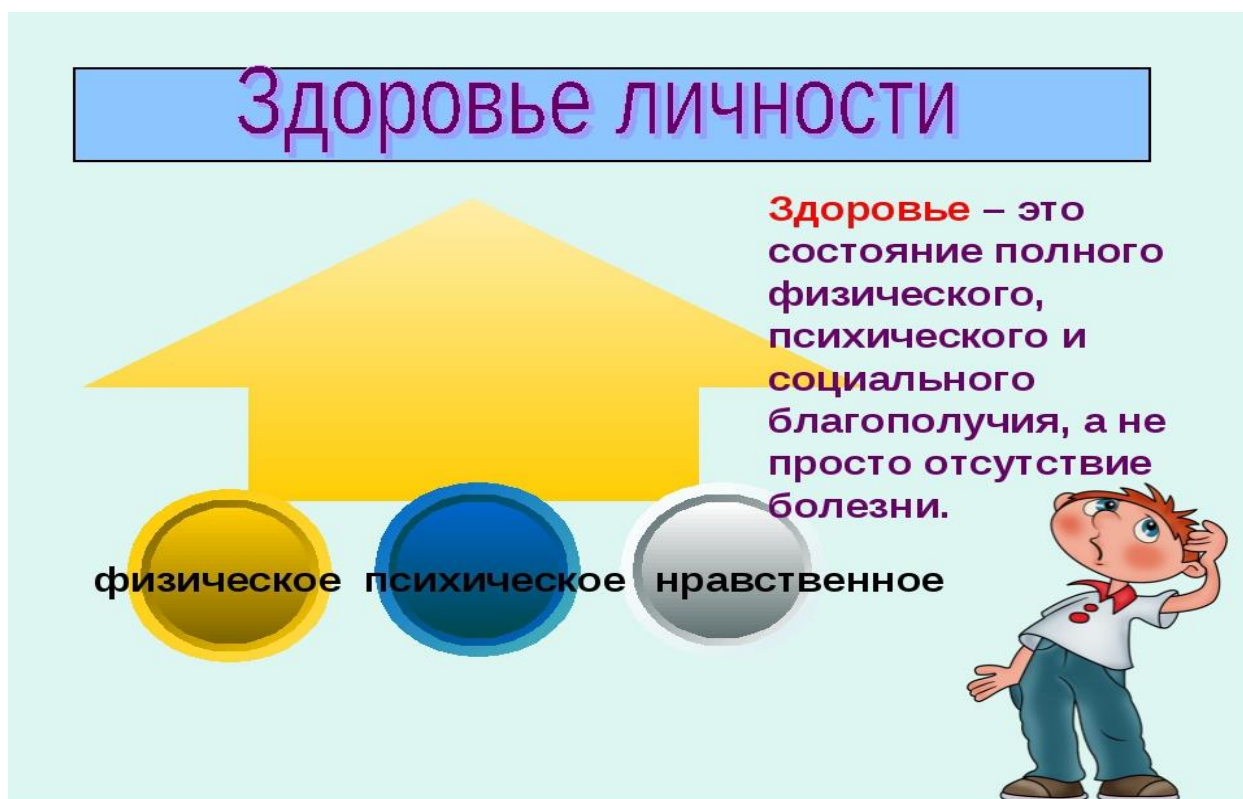 Здоровье личности
Здоровье – это
состояние полного
физического,
психического и
социального
благополучия, а не
просто отсутствие
болезни.
физическое психическое нравственное